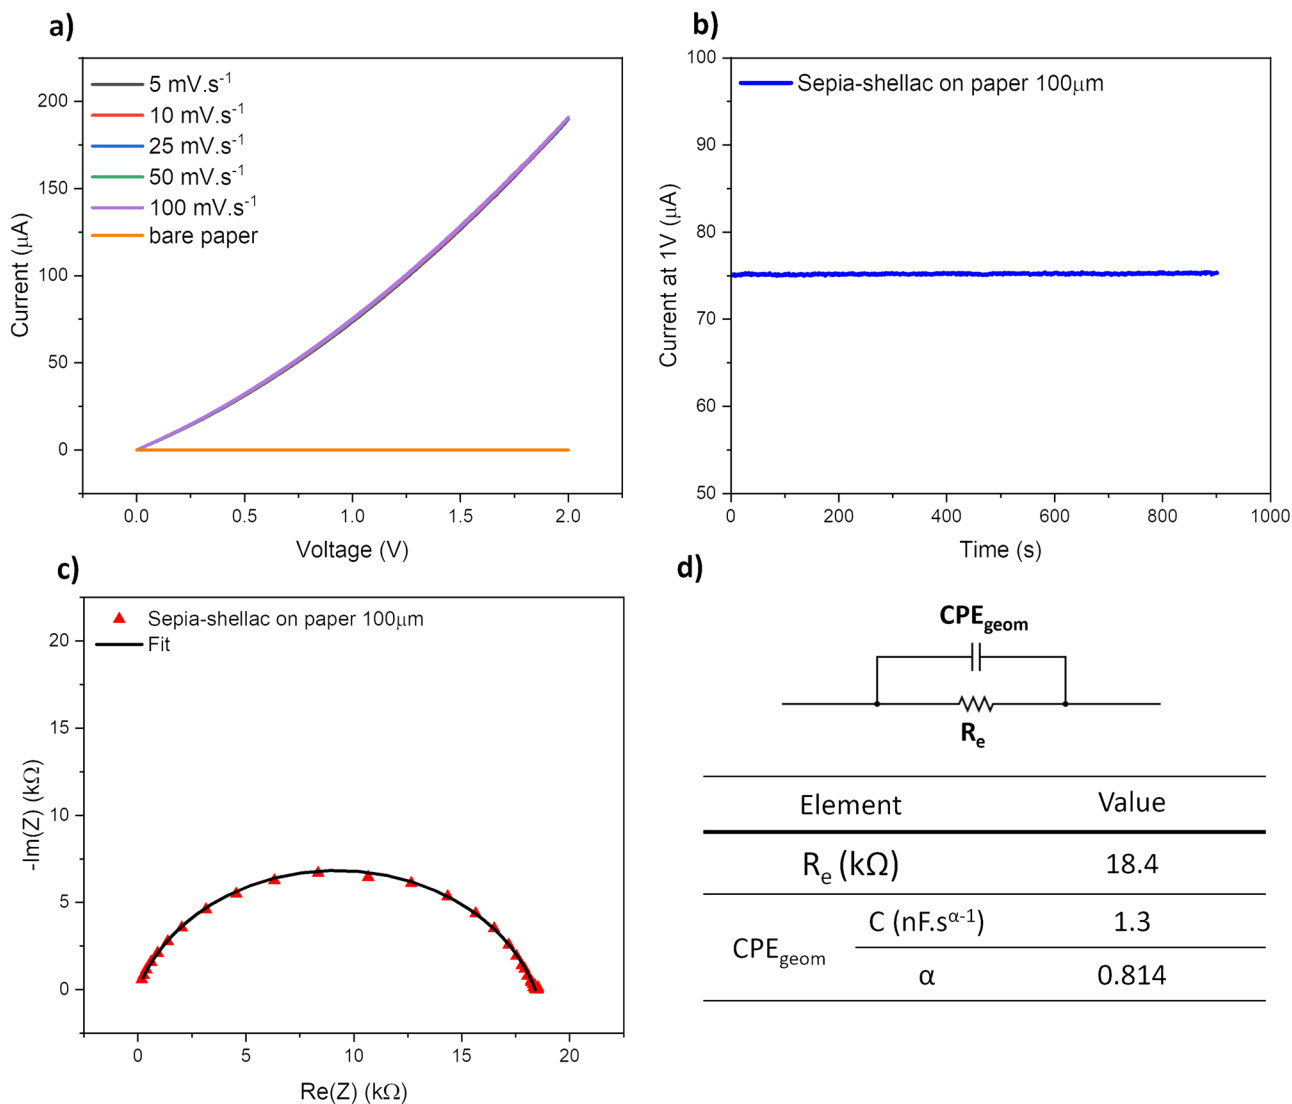 a)
5 mV.s⁻¹
10 mV.s⁻¹
25 mV.s⁻¹
50 mV.s⁻¹
100 mV.s⁻¹
bare paper
200
150
100
50
0
Current (μA)
0.0 0.5 1.0 1.5 2.0
Voltage (V)
b)
Sepia-shellac on paper 100μm
100
90
80
70
60
50
Current at 1V (μA)
0 200 400 600 800 1000
Time (s)
c)
Sepia-shellac on paper 100μm
Fit
20
15
10
5
0
-Im(Z) (kΩ)
0 5 10 15 20
Re(Z) (kΩ)
d)
CPEgeom
Re
Element Value
Re (kΩ) 18.4
CPEgeom
C (nF.s^α-1) 1.3
α 0.814